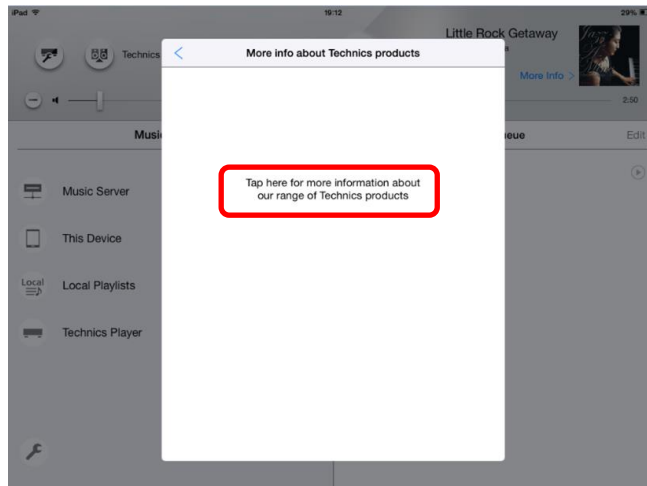 iPad 19:12 29%
Little Rock Getaway
Technics
More info about Technics products
More Info >
2:50
Edit
Tap here for more information about
our range of Technics products
Music Server
This Device
Local
Local Playlists
Technics Player